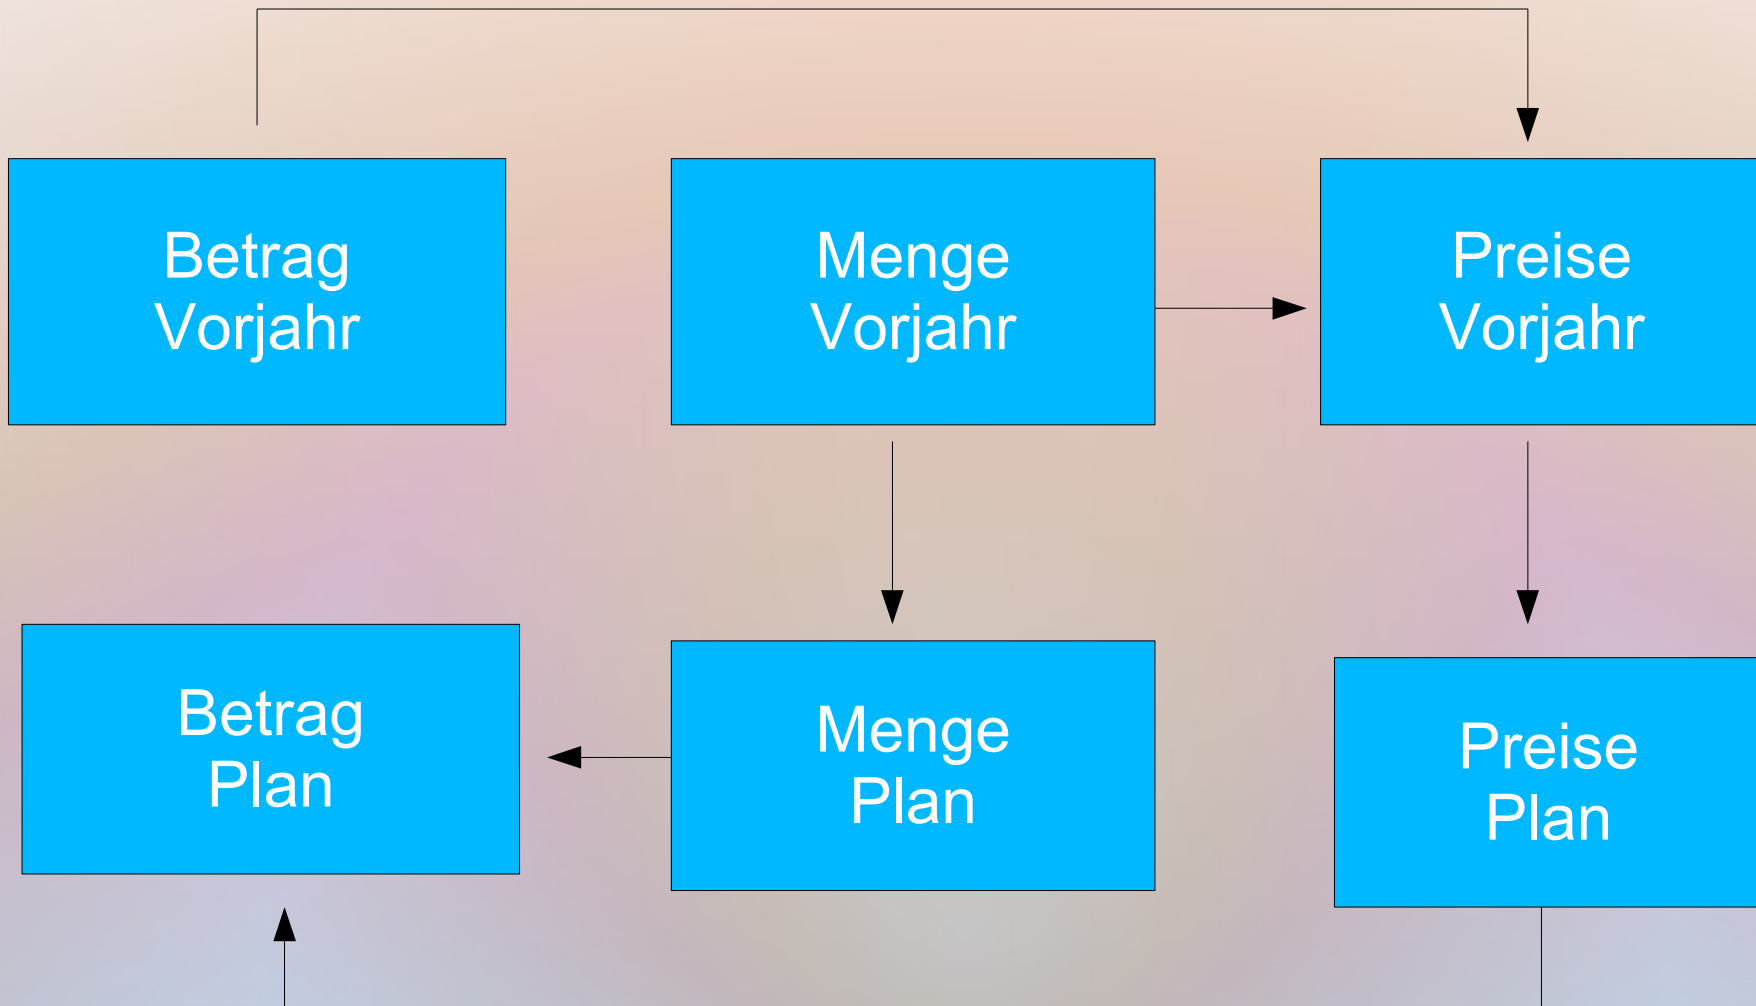 Betrag
Vorjahr
Menge
Vorjahr
Preise
Vorjahr
Betrag
Plan
Menge
Plan
Preise
Plan